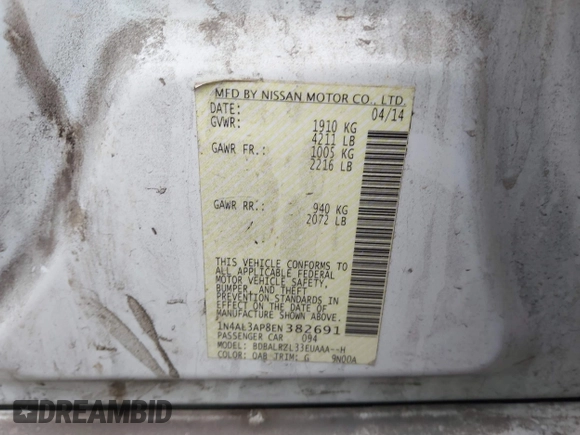 MFD BY NISSAN MOTOR CO., LTD.
DATE: 04/14
GVWR: 1910 KG
4211 LB
GAWR FR.: 1005 KG
2216 LB
GAWR RR.: 940 KG
2072 LB
THIS VEHICLE CONFORMS TO
ALL APPLICABLE FEDERAL
MOTOR VEHICLE SAFETY,
BUMPER, AND THEFT
PREVENTION STANDARDS
IN EFFECT ON THE DATE OF
MANUFACTURE SHOWN ABOVE.
1N4AL3AP8EN382691
PASSENGER CAR 094
MODEL: BDBALRZL33EUAAA--H
COLOR: QAB TRIM: G 9N00A
AUTOBIDMASTER